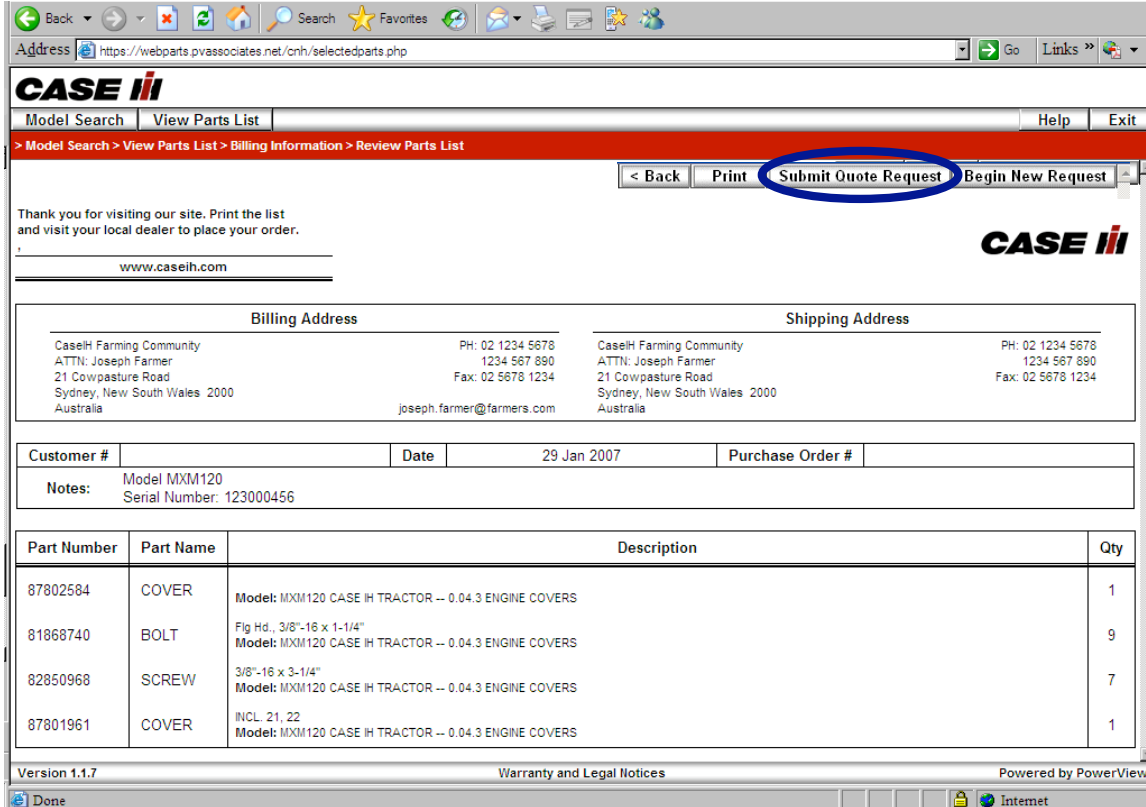 Back Search Favorites
Address https://webparts.pvassociates.net/cnh/selectedparts.php Go Links »
CASE IH
Model Search View Parts List Help Exit
> Model Search > View Parts List > Billing Information > Review Parts List
< Back Print Submit Quote Request Begin New Request
Thank you for visiting our site. Print the list
and visit your local dealer to place your order.
,
www.caseih.com
CASE IH
Billing Address Shipping Address
CaseIH Farming Community PH: 02 1234 5678 CaseIH Farming Community PH: 02 1234 5678
ATTN: Joseph Farmer 1234 567 890 ATTN: Joseph Farmer 1234 567 890
21 Cowpasture Road Fax: 02 5678 1234 21 Cowpasture Road Fax: 02 5678 1234
Sydney, New South Wales 2000 Sydney, New South Wales 2000
Australia joseph.farmer@farmers.com Australia
Customer # Date 29 Jan 2007 Purchase Order #
Notes: Model MXM120
Serial Number: 123000456
Part Number Part Name Description Qty
87802584 COVER Model: MXM120 CASE IH TRACTOR -- 0.04.3 ENGINE COVERS 1
81868740 BOLT Flg Hd., 3/8"-16 x 1-1/4" 9
Model: MXM120 CASE IH TRACTOR -- 0.04.3 ENGINE COVERS
82850968 SCREW 3/8"-16 x 3-1/4" 7
Model: MXM120 CASE IH TRACTOR -- 0.04.3 ENGINE COVERS
87801961 COVER INCL. 21, 22 1
Model: MXM120 CASE IH TRACTOR -- 0.04.3 ENGINE COVERS
Version 1.1.7 Warranty and Legal Notices Powered by PowerView
Done Internet